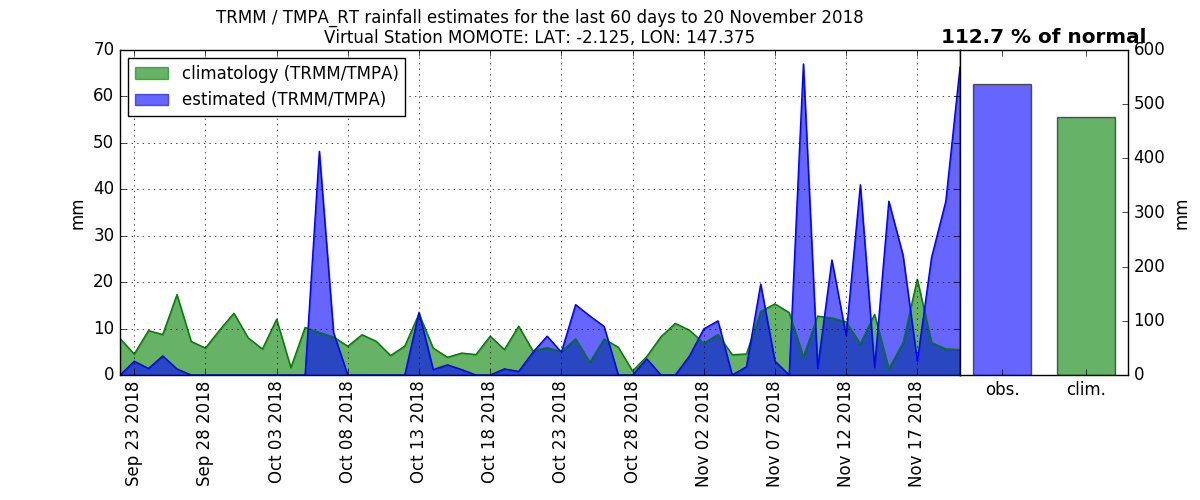 TRMM / TMPA_RT rainfall estimates for the last 60 days to 20 November 2018
Virtual Station MOMOTE: LAT: -2.125, LON: 147.375
112.7 % of normal
climatology (TRMM/TMPA)
estimated (TRMM/TMPA)
mm
70
60
50
40
30
20
10
0
Sep 23 2018
Sep 28 2018
Oct 03 2018
Oct 08 2018
Oct 13 2018
Oct 18 2018
Oct 23 2018
Oct 28 2018
Nov 02 2018
Nov 07 2018
Nov 12 2018
Nov 17 2018
obs.
clim.
600
500
400
300
200
100
0
mm